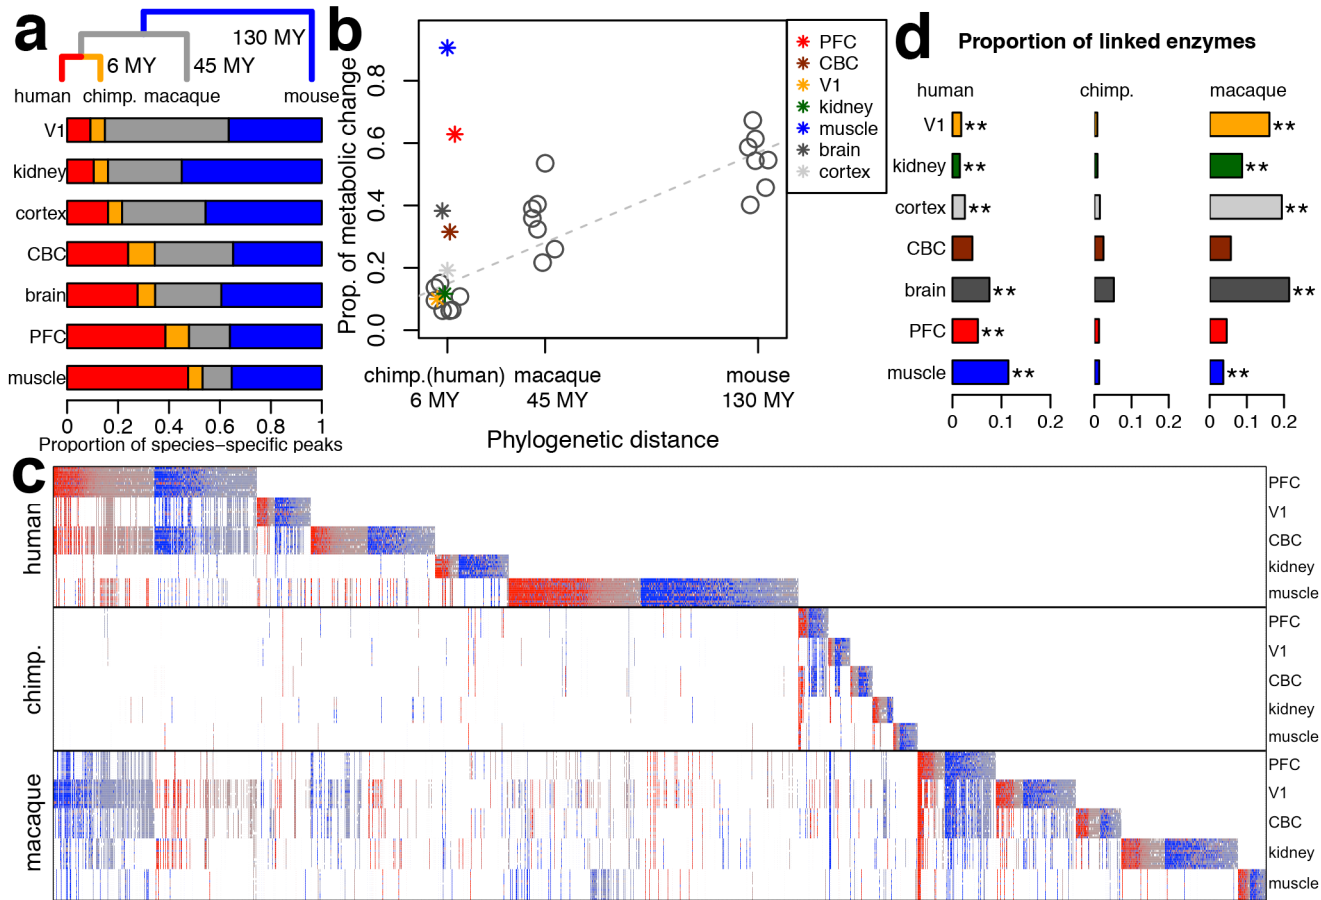 a
130 MY
6 MY
45 MY
human chimp. macaque mouse
V1
kidney
cortex
CBC
brain
PFC
muscle
0 0.2 0.4 0.6 0.8 1
Proportion of species−specific peaks
b
Prop. of metabolic change
0.8
0.6
0.4
0.2
0.0
PFC
CBC
V1
kidney
muscle
brain
cortex
chimp.(human) macaque mouse
6 MY 45 MY 130 MY
Phylogenetic distance
d
Proportion of linked enzymes
human chimp. macaque
V1 ** **
kidney ** **
cortex ** **
CBC
brain ** **
PFC **
muscle ** **
0 0.1 0.2 0 0.1 0.2 0 0.1 0.2
c
human
PFC
V1
CBC
kidney
muscle
chimp.
PFC
V1
CBC
kidney
muscle
macaque
PFC
V1
CBC
kidney
muscle